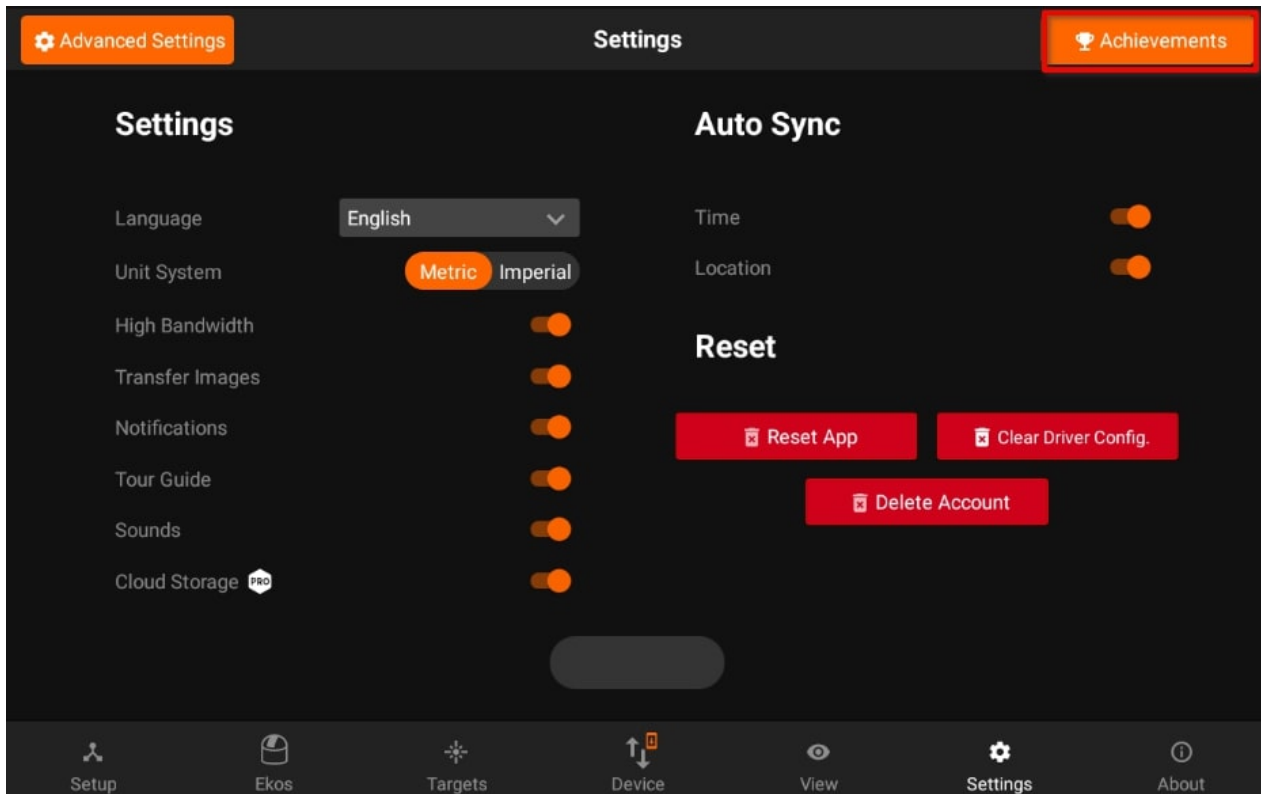 Advanced Settings
Settings
Achievements
Settings
Language
English
Unit System
Metric Imperial
High Bandwidth
Transfer Images
Notifications
Tour Guide
Sounds
Cloud Storage PRO
Auto Sync
Time
Location
Reset
Reset App
Clear Driver Config.
Delete Account
Setup
Ekos
Targets
Device
View
Settings
About